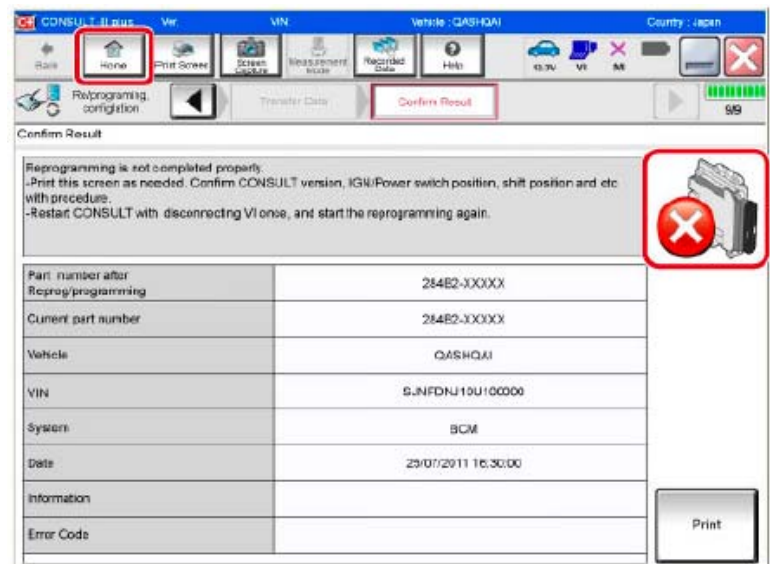 CONSULT-III plus Ver. VIN: Vehicle : QASHQAI Country : Japan
Back Home Print Screen Screen Capture Measurement Mode Recorded Data Help 12.3V VI MI
Re/programing, configlation Transfer Data Confirm Result 9/9
Confirm Result
Reprogramming is not completed properly.
-Print this screen as needed. Confirm CONSULT version, IGN/Power switch position, shift position and etc
with procedure.
-Restart CONSULT with disconnecting VI once, and start the reprogramming again.
Part number after
Reprog/programming
284B2-XXXXX
Current part number 284B2-XXXXX
Vehicle QASHQAI
VIN SJNFDNJ10U100000
System BCM
Date 25/07/2011 16:30:00
Information
Error Code
Print